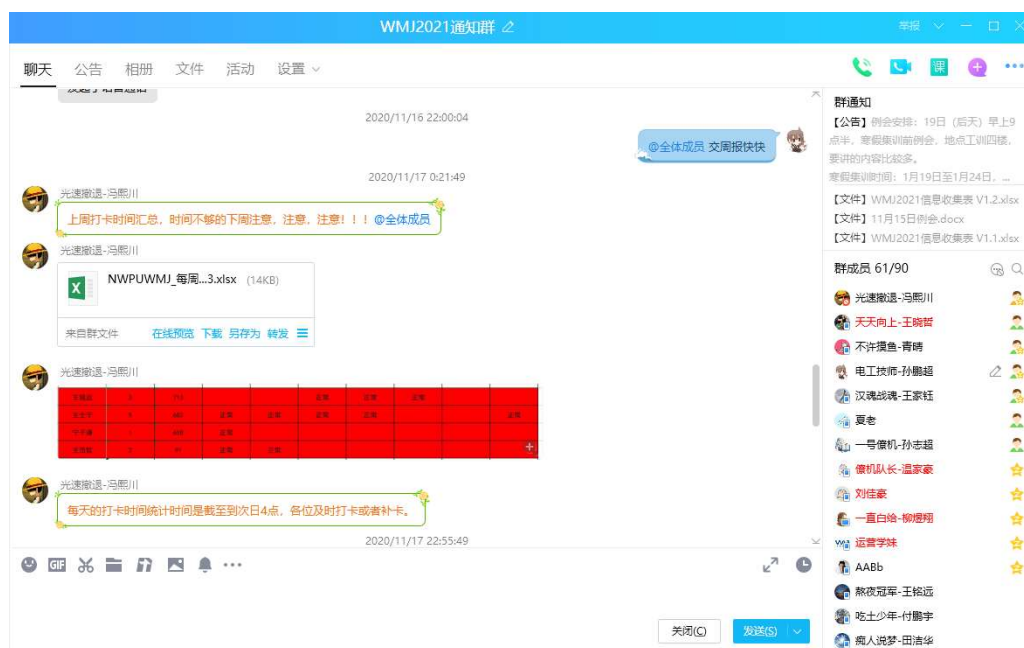 WMJ2021通知群
举报
聊天 公告 相册 文件 活动 设置
2020/11/16 22:00:04
@全体成员 交周报快快
2020/11/17 0:21:49
光速撤退-冯熙川
上周打卡时间汇总，时间不够的下周注意，注意，注意！！！@全体成员
光速撤退-冯熙川
NWPUWMJ_每周...3.xlsx (14KB)
来自群文件 在线预览 下载 另存为 转发
光速撤退-冯熙川
光速撤退-冯熙川
每天的打卡时间统计时间是截至到次日4点，各位及时打卡或者补卡。
2020/11/17 22:55:49
GIF
关闭(C) 发送(S)
课
群通知
【公告】例会安排：19日（后天）早上9
点半，寒假集训前例会，地点工训四楼，
要讲的内容比较多。
寒假集训时间：1月19日至1月24日，...
【文件】WMJ2021信息收集表 V1.2.xlsx
【文件】11月15日例会.docx
【文件】WMJ2021信息收集表 V1.1.xlsx
群成员 61/90
光速撤退-冯熙川
天天向上-王晓哲
不许摸鱼-青晴
电工技师-孙鹏超
汉魂战魂-王家钰
夏老
一号僚机-孙志超
僚机队长-温家豪
刘佳豪
一直白给-柳煜翔
运营学妹
AABb
熬夜冠军-王铭远
吃土少年-付鹏宇
痴人说梦-田洁华